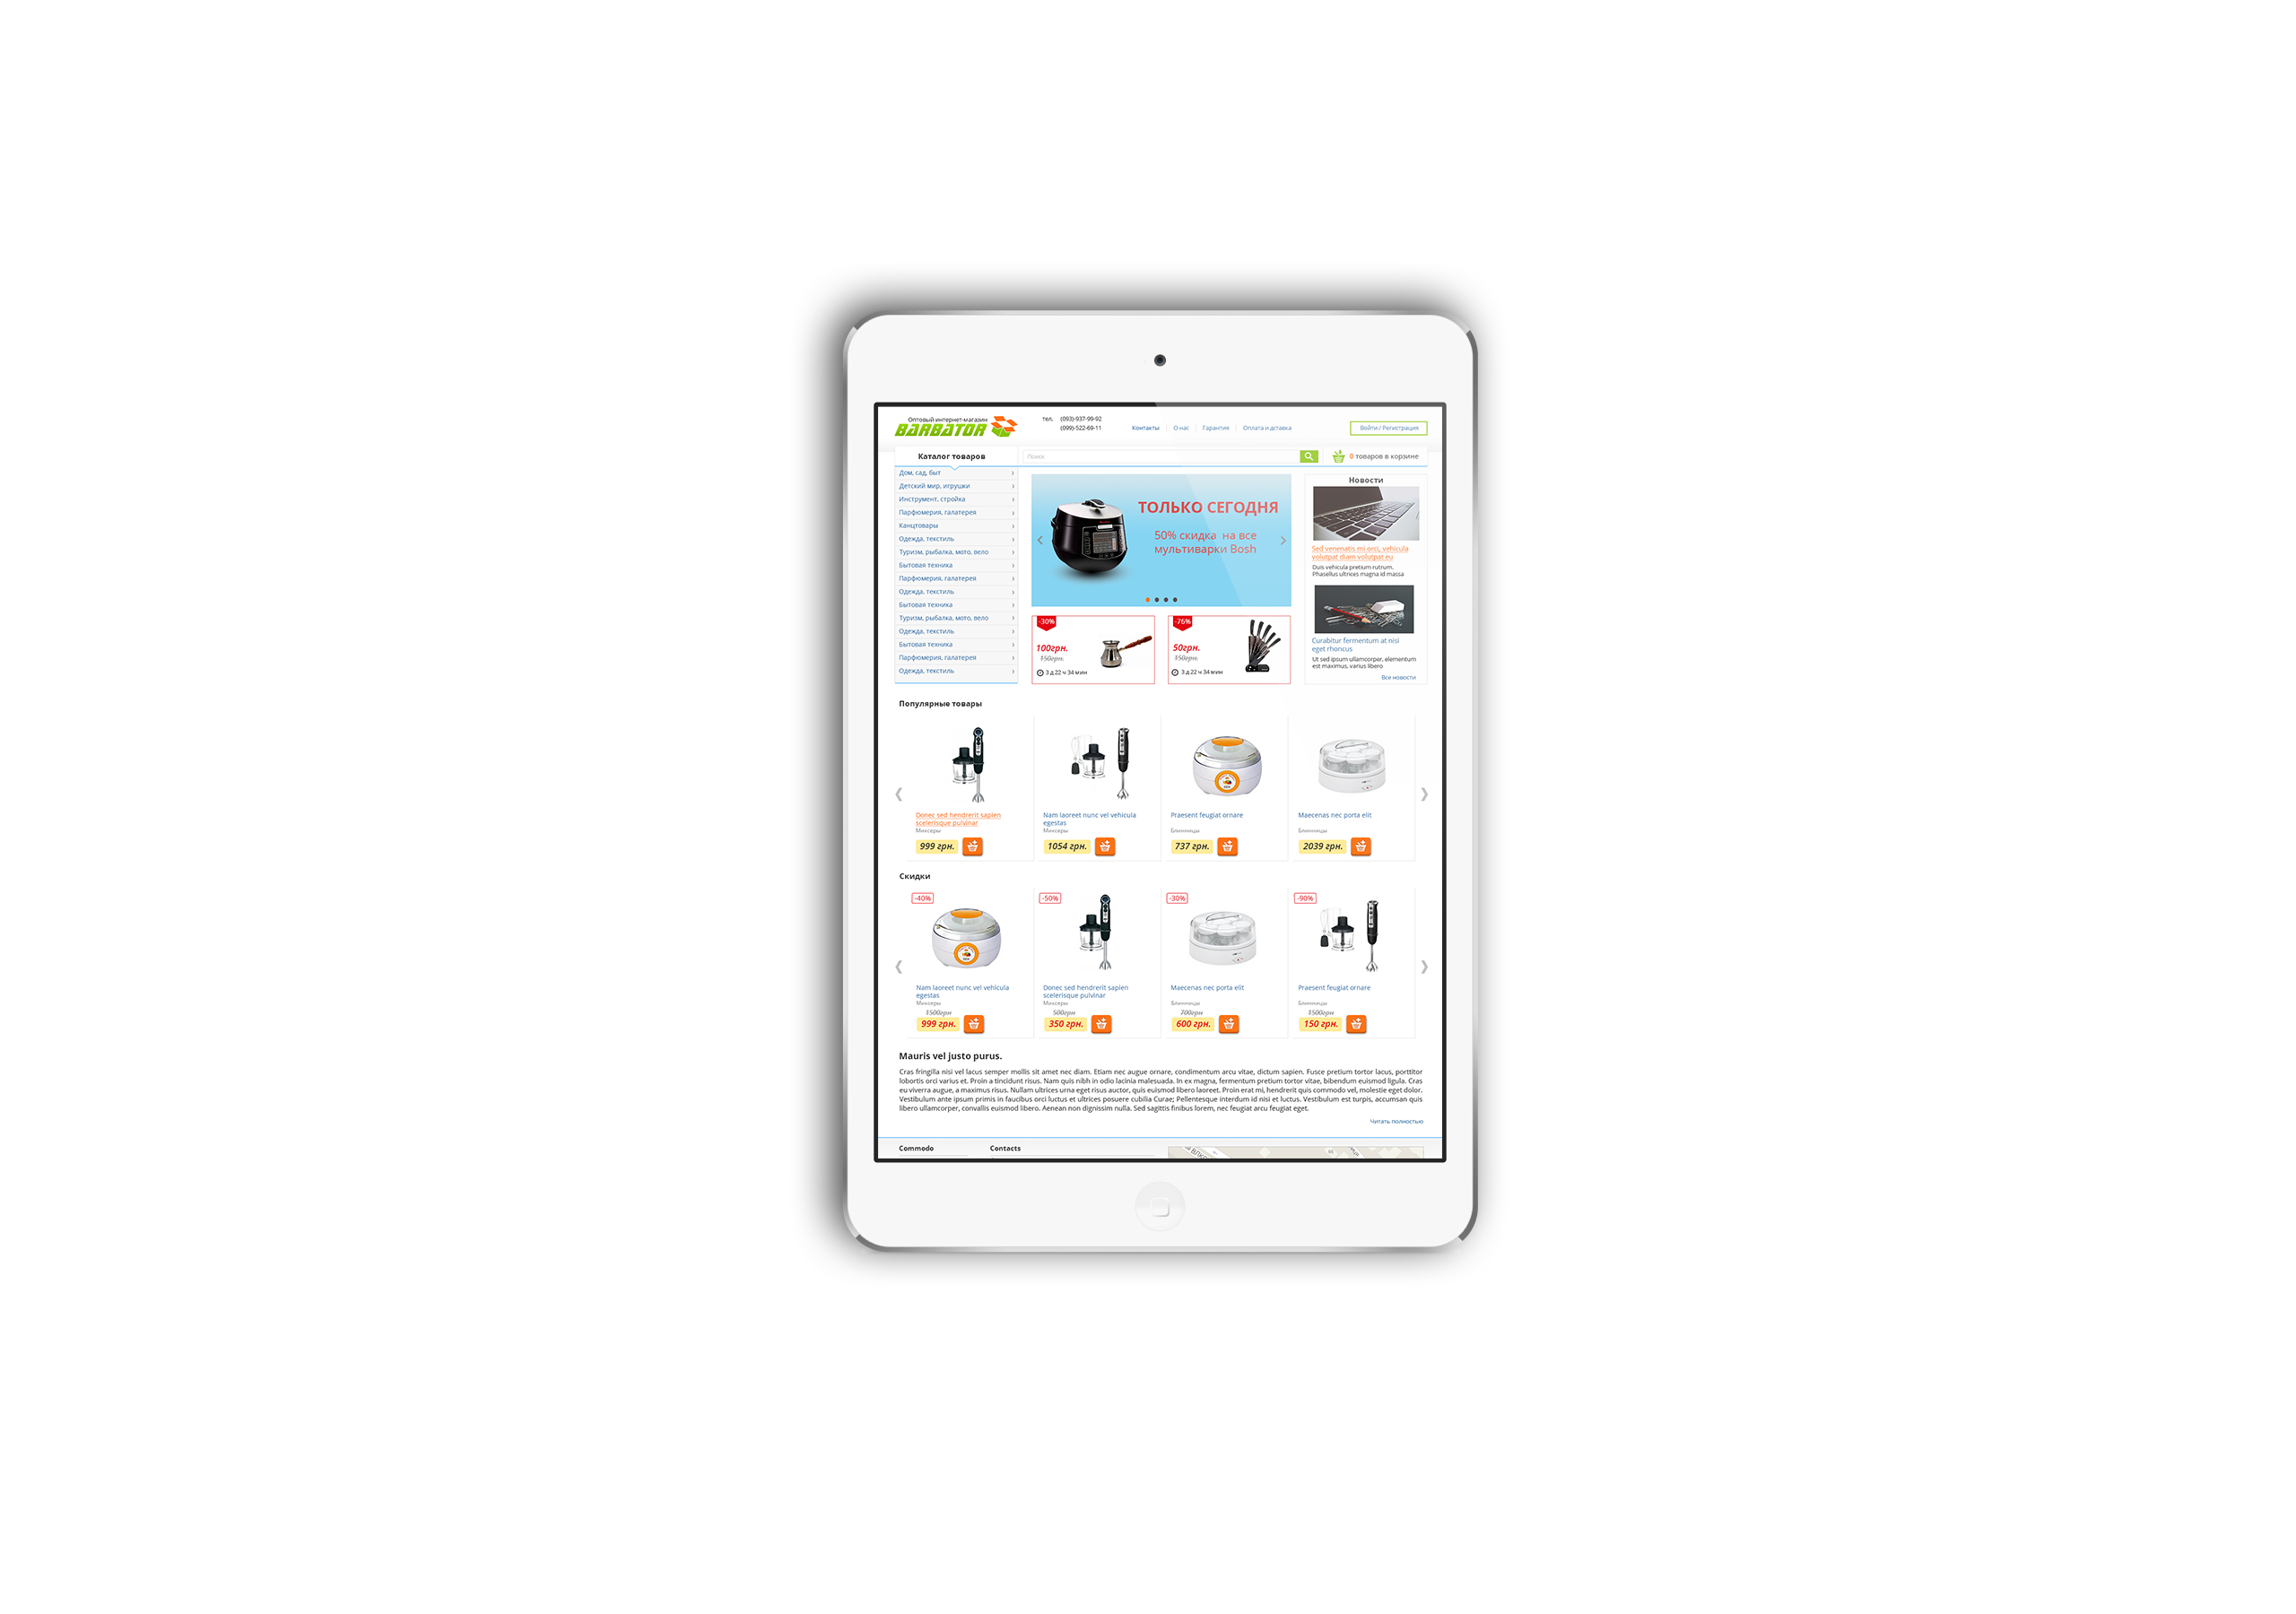 Оптовый интернет-магазин
BARBATOR
тел. (093)-937-99-92
(099)-522-69-11
Контакты О нас Гарантия Оплата и дставка
Войти / Регистрация
Каталог товаров
Поиск
0 товаров в корзине
Дом, сад, быт
Детский мир, игрушки
Инструмент, стройка
Парфюмерия, галатерея
Канцтовары
Одежда, текстиль
Туризм, рыбалка, мото, вело
Бытовая техника
Парфюмерия, галатерея
Одежда, текстиль
Бытовая техника
Туризм, рыбалка, мото, вело
Одежда, текстиль
Бытовая техника
Парфюмерия, галатерея
Одежда, текстиль
ТОЛЬКО СЕГОДНЯ
50% скидка на все
мультиварки Bosh
-30%
100грн.
150грн.
3 д 22 ч 34 мин
-76%
50грн.
150грн.
3 д 22 ч 34 мин
Новости
Sed venenatis mi orci, vehicula
volutpat diam volutpat eu
Duis vehicula pretium rutrum.
Phasellus ultrices magna id massa
Curabitur fermentum at nisi
eget rhoncus
Ut sed ipsum ullamcorper, elementum
est maximus, varius libero
Все новости
Популярные товары
Donec sed hendrerit sapien
scelerisque pulvinar
Миксеры
999 грн.
Nam laoreet nunc vel vehicula
egestas
Миксеры
1054 грн.
Praesent feugiat ornare
Блинницы
737 грн.
Maecenas nec porta elit
Блинницы
2039 грн.
Скидки
-40%
Nam laoreet nunc vel vehicula
egestas
Миксеры
1500грн
999 грн.
-50%
Donec sed hendrerit sapien
scelerisque pulvinar
Миксеры
500грн
350 грн.
-30%
Maecenas nec porta elit
Блинницы
700грн
600 грн.
-90%
Praesent feugiat ornare
Блинницы
1500грн
150 грн.
Mauris vel justo purus.
Cras fringilla nisi vel lacus semper mollis sit amet nec diam. Etiam nec augue ornare, condimentum arcu vitae, dictum sapien. Fusce pretium tortor lacus, porttitor
lobortis orci varius et. Proin a tincidunt risus. Nam quis nibh in odio lacinia malesuada. In ex magna, fermentum pretium tortor vitae, bibendum euismod ligula. Cras
eu viverra augue, a maximus risus. Nullam ultrices urna eget risus auctor, quis euismod libero laoreet. Proin erat mi, hendrerit quis commodo vel, molestie eget dolor.
Vestibulum ante ipsum primis in faucibus orci luctus et ultrices posuere cubilia Curae; Pellentesque interdum id nisi et luctus. Vestibulum est turpis, accumsan quis
libero ullamcorper, convallis euismod libero. Aenean non dignissim nulla. Sed sagittis finibus lorem, nec feugiat arcu feugiat eget.
Читать полностью
Commodo
Contacts